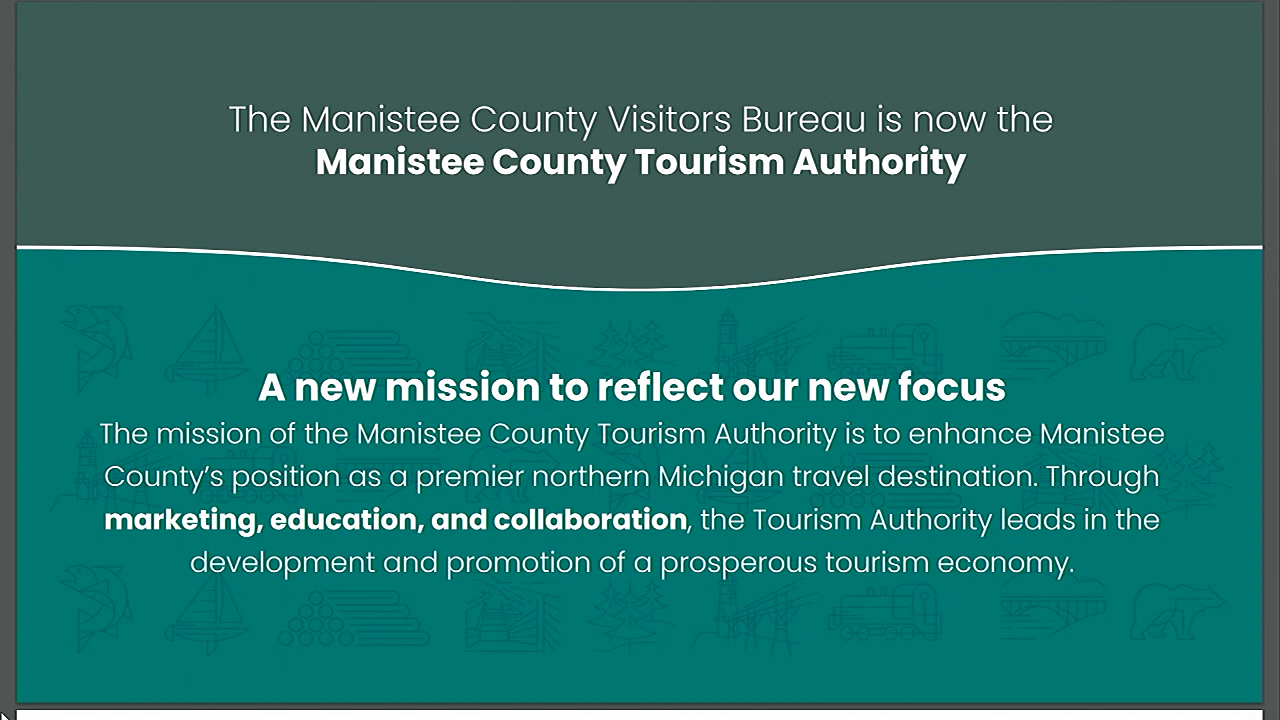 The Manistee County Visitors Bureau is now the
Manistee County Tourism Authority
A new mission to reflect our new focus
The mission of the Manistee County Tourism Authority is to enhance Manistee
County’s position as a premier northern Michigan travel destination. Through
marketing, education, and collaboration, the Tourism Authority leads in the
development and promotion of a prosperous tourism economy.